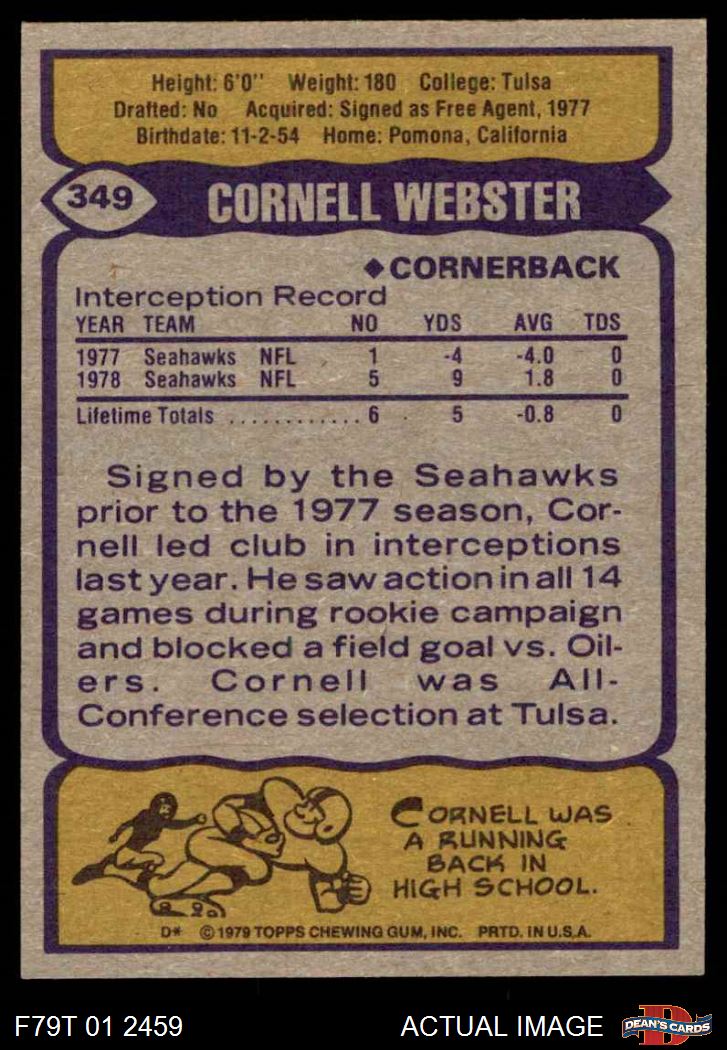 Height: 6'0" Weight: 180 College: Tulsa
Drafted: No Acquired: Signed as Free Agent, 1977
Birthdate: 11-2-54 Home: Pomona, California
349 CORNELL WEBSTER
◆CORNERBACK
Interception Record
YEAR TEAM NO YDS AVG TDS
1977 Seahawks NFL 1 -4 -4.0 0
1978 Seahawks NFL 5 9 1.8 0
Lifetime Totals ............ 6 5 -0.8 0
Signed by the Seahawks
prior to the 1977 season, Cor-
nell led club in interceptions
last year. He saw action in all 14
games during rookie campaign
and blocked a field goal vs. Oil-
ers. Cornell was All-
Conference selection at Tulsa.
CORNELL WAS
A RUNNING
BACK IN
HIGH SCHOOL.
D* © 1979 TOPPS CHEWING GUM, INC. PRTD. IN U.S.A.
F79T 01 2459 ACTUAL IMAGE D DEAN'S CARDS